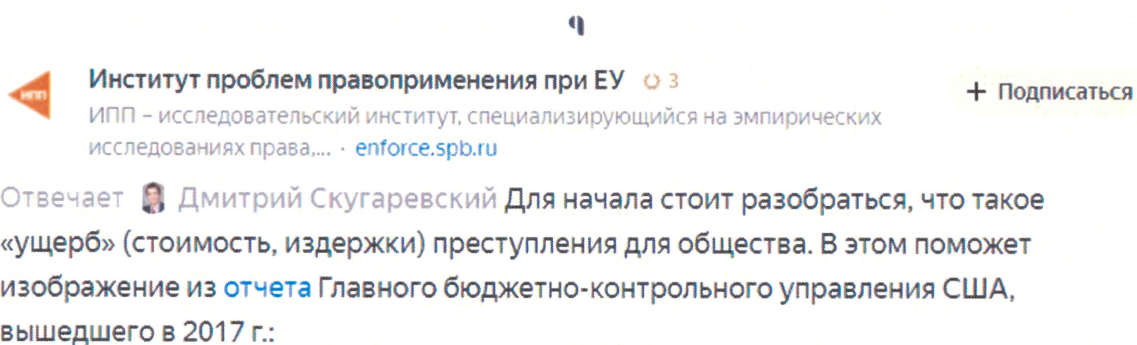 Институт проблем правоприменения при ЕУ 3
ИПП
+ Подписаться
ИПП – исследовательский институт, специализирующийся на эмпирических
исследованиях права,... · enforce.spb.ru
Отвечает Дмитрий Скугаревский Для начала стоит разобраться, что такое
«ущерб» (стоимость, издержки) преступления для общества. В этом поможет
изображение из отчета Главного бюджетно-контрольного управления США,
вышедшего в 2017 г.: